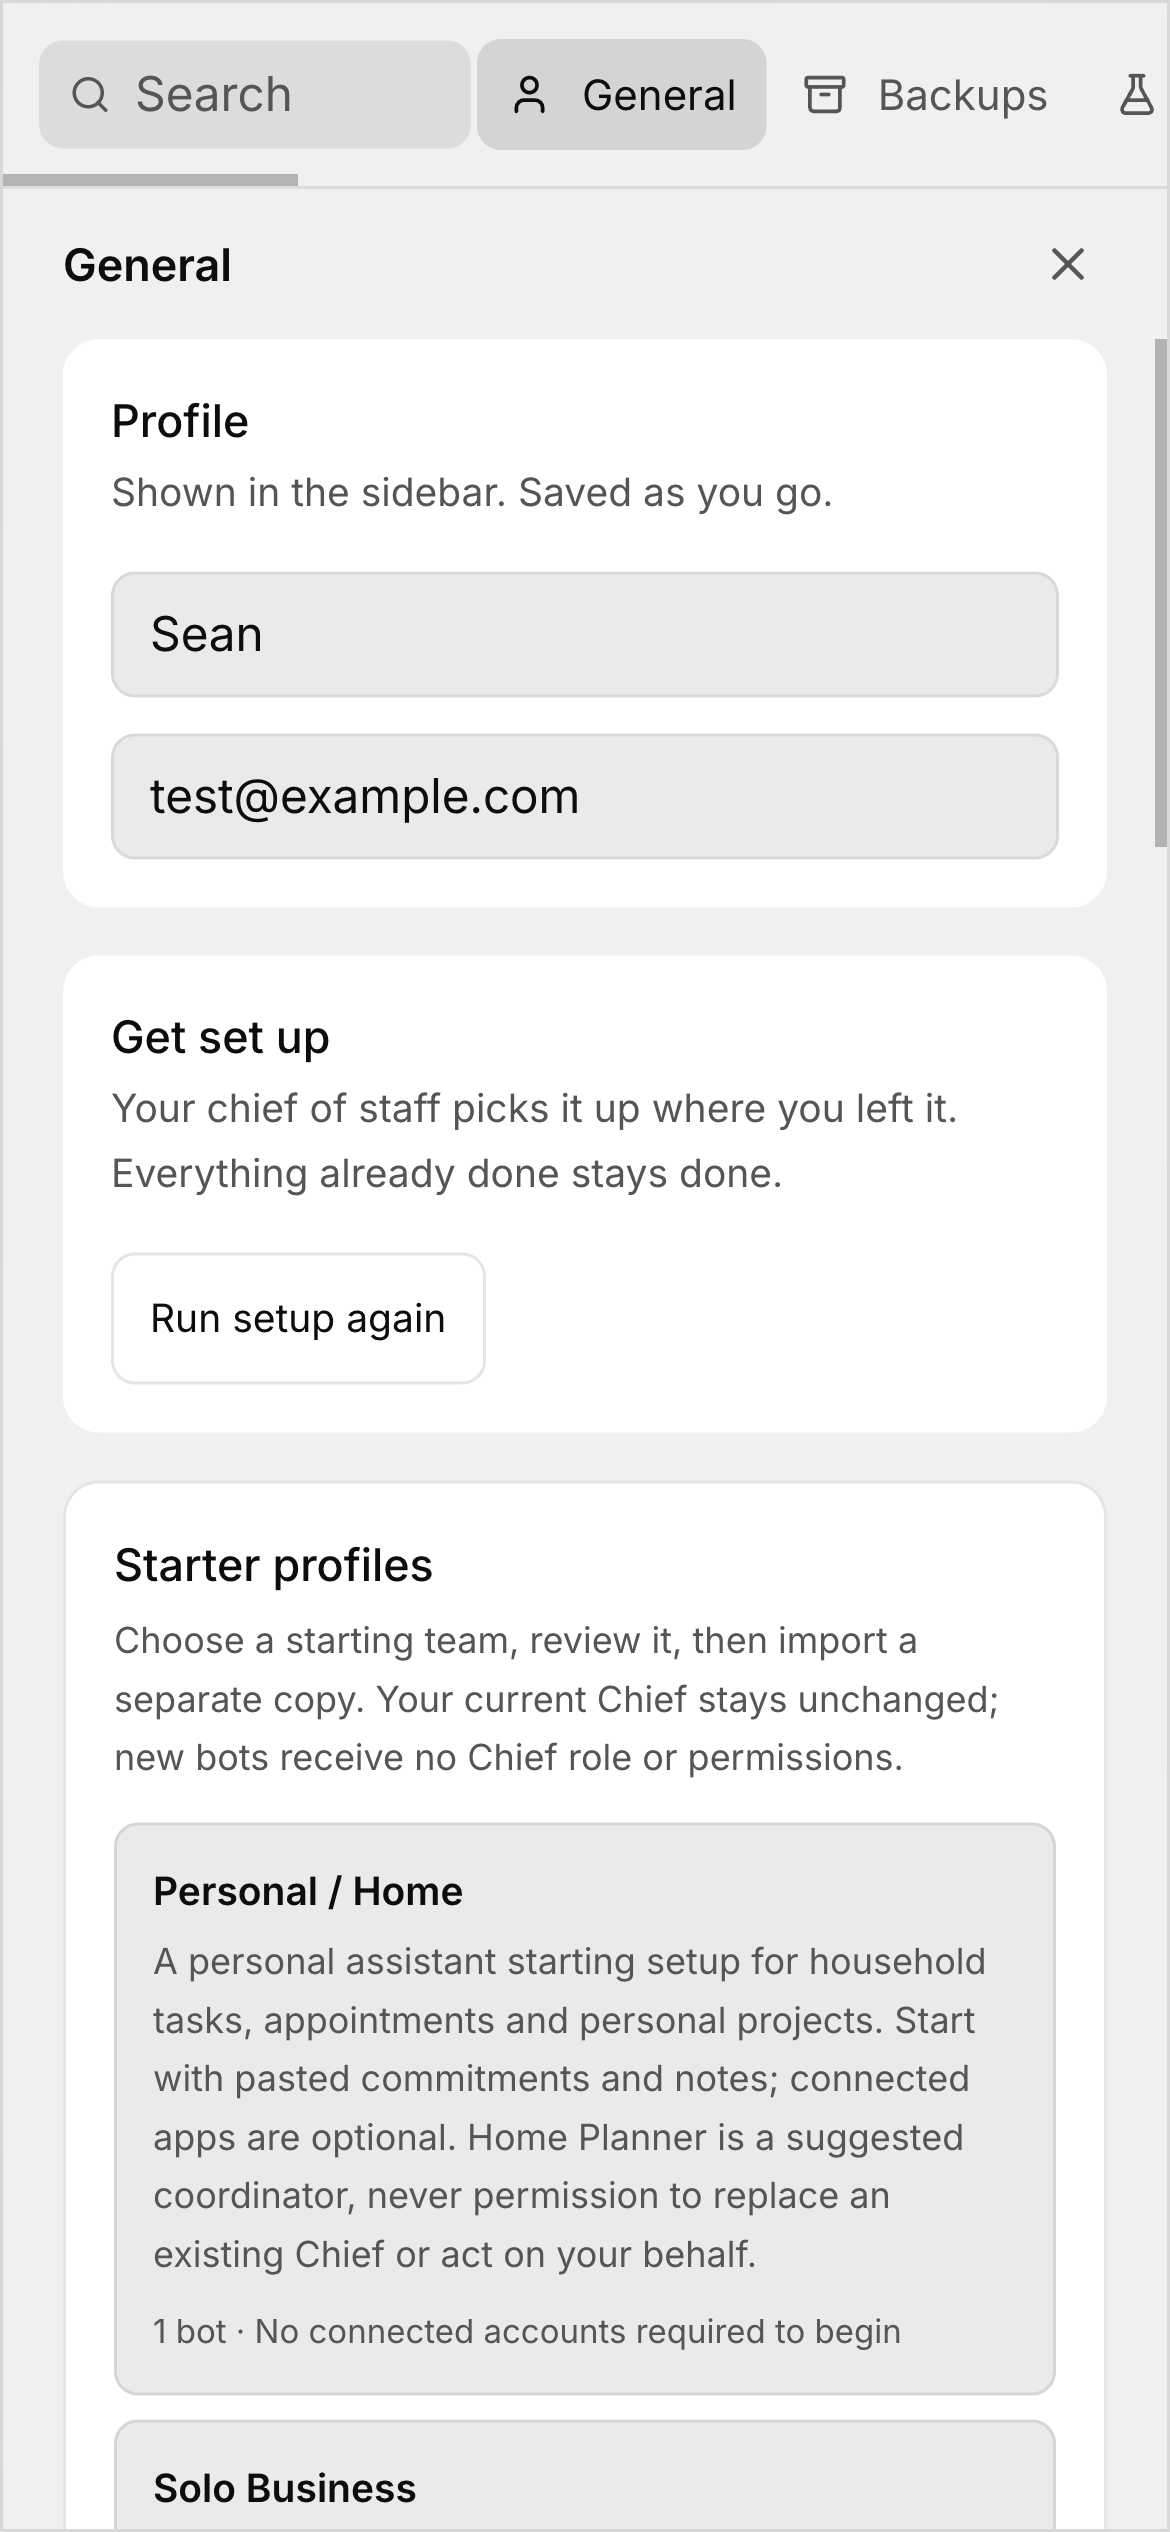 Search
General
Backups
General
Profile
Shown in the sidebar. Saved as you go.
Sean
test@example.com
Get set up
Your chief of staff picks it up where you left it.
Everything already done stays done.
Run setup again
Starter profiles
Choose a starting team, review it, then import a
separate copy. Your current Chief stays unchanged;
new bots receive no Chief role or permissions.
Personal / Home
A personal assistant starting setup for household
tasks, appointments and personal projects. Start
with pasted commitments and notes; connected
apps are optional. Home Planner is a suggested
coordinator, never permission to replace an
existing Chief or act on your behalf.
1 bot · No connected accounts required to begin
Solo Business